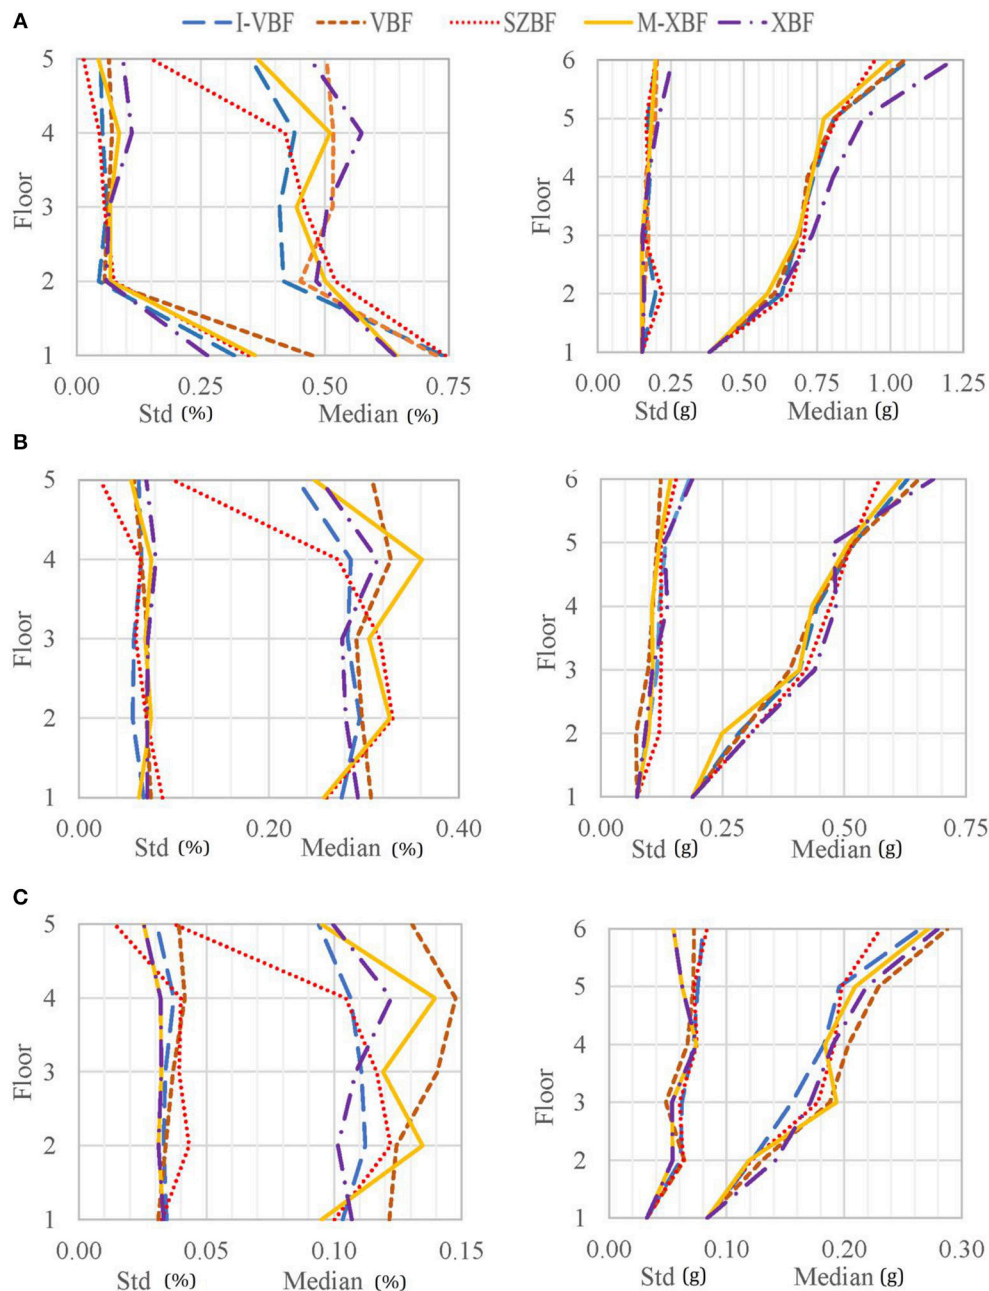 A
I-VBF VBF SZBF M-XBF XBF
5
4
3
2
1
Floor
0.00 0.25 0.50 0.75
Std (%) Median (%)
6
5
4
3
2
1
Floor
0.00 0.25 0.50 0.75 1.00 1.25
Std (g) Median (g)
B
5
4
3
2
1
Floor
0.00 0.20 0.40
Std (%) Median (%)
6
5
4
3
2
1
Floor
0.00 0.25 0.50 0.75
Std (g) Median (g)
C
5
4
3
2
1
Floor
0.00 0.05 0.10 0.15
Std (%) Median (%)
6
5
4
3
2
1
Floor
0.00 0.10 0.20 0.30
Std (g) Median (g)